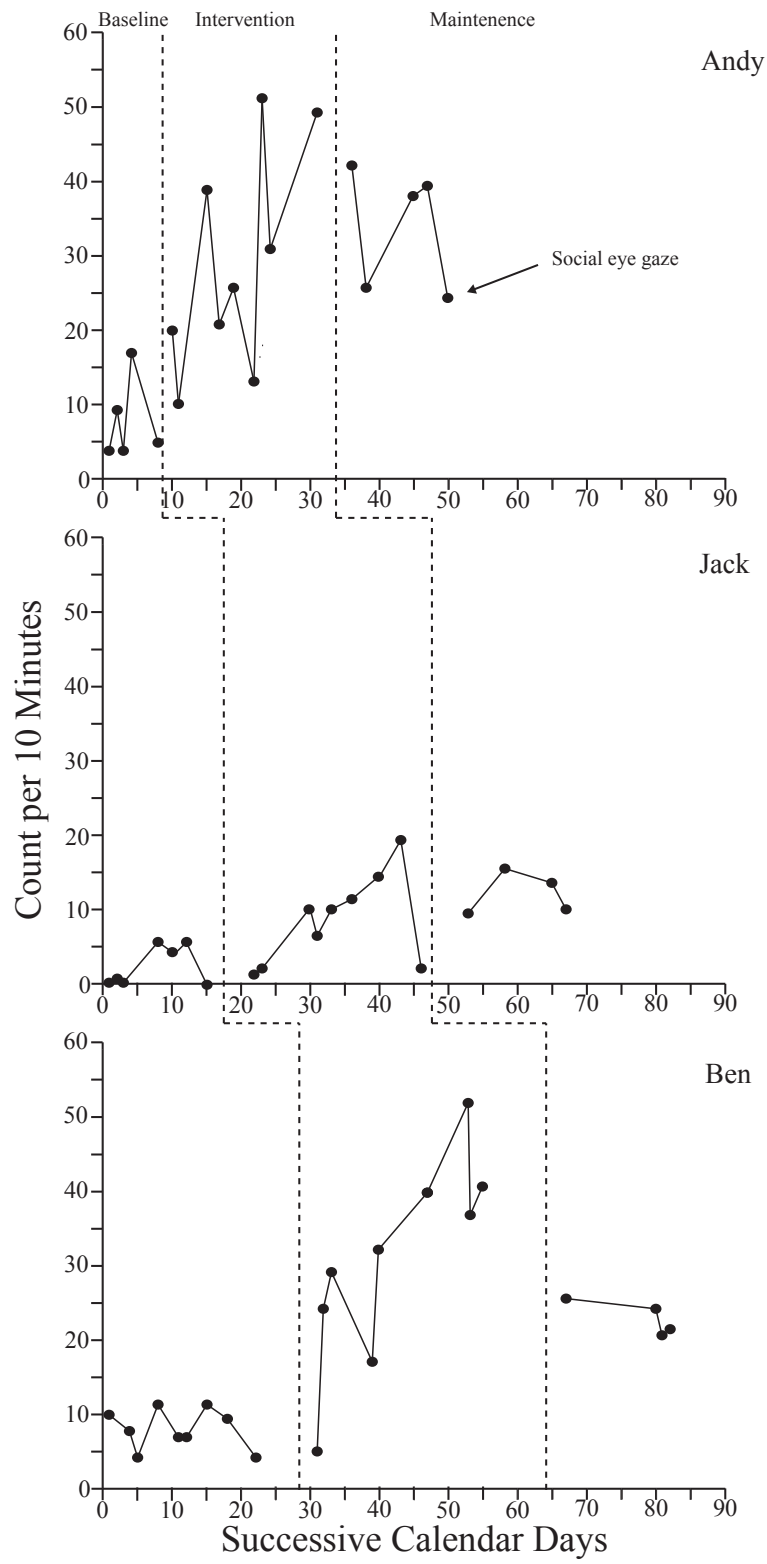 Baseline Intervention Maintenence
Andy
60
50
40
30
20
10
0
Social eye gaze
0 10 20 30 40 50 60 70 80 90
Jack
60
50
40
30
20
10
0
0 10 20 30 40 50 60 70 80 90
Count per 10 Minutes
Ben
60
50
40
30
20
10
0
0 10 20 30 40 50 60 70 80 90
Successive Calendar Days